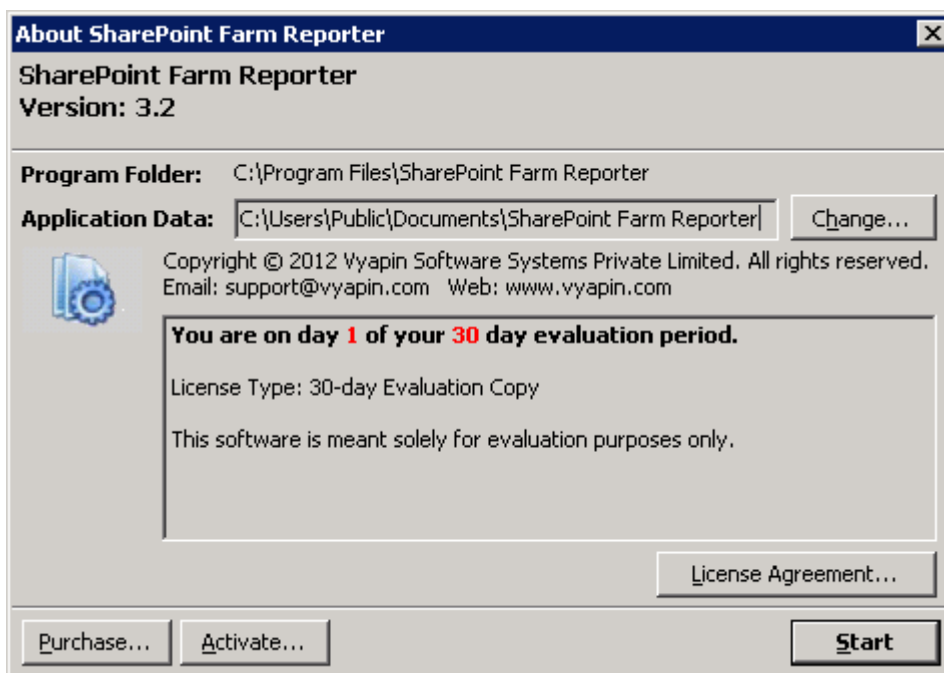 About SharePoint Farm Reporter
SharePoint Farm Reporter
Version: 3.2
Program Folder: C:\Program Files\SharePoint Farm Reporter
Application Data: C:\Users\Public\Documents\SharePoint Farm Reporter Change...
Copyright © 2012 Vyapin Software Systems Private Limited. All rights reserved.
Email: support@vyapin.com Web: www.vyapin.com
You are on day 1 of your 30 day evaluation period.
License Type: 30-day Evaluation Copy
This software is meant solely for evaluation purposes only.
License Agreement...
Purchase... Activate... Start